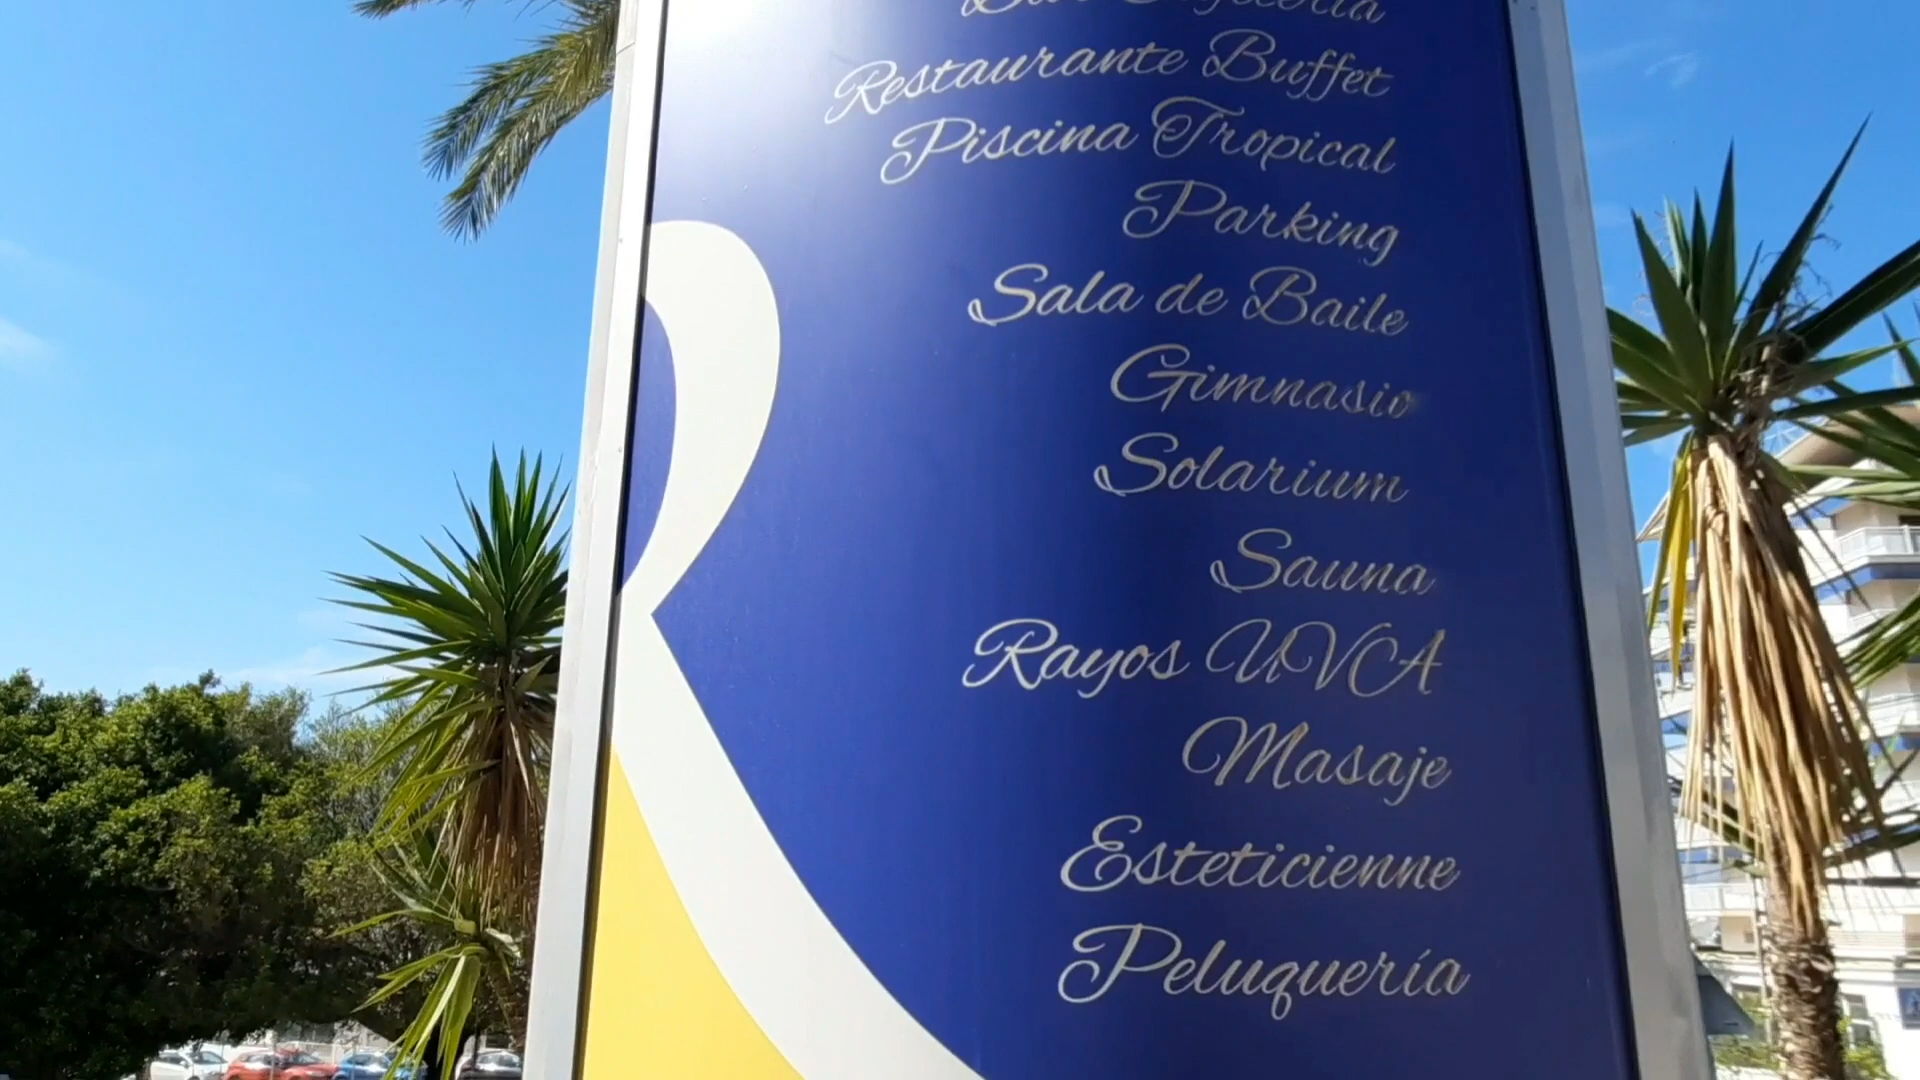 Restaurante Buffet
Piscina Tropical
Parking
Sala de Baile
Gimnasio
Solarium
Sauna
Rayos UVA
Masaje
Esteticienne
Peluquería